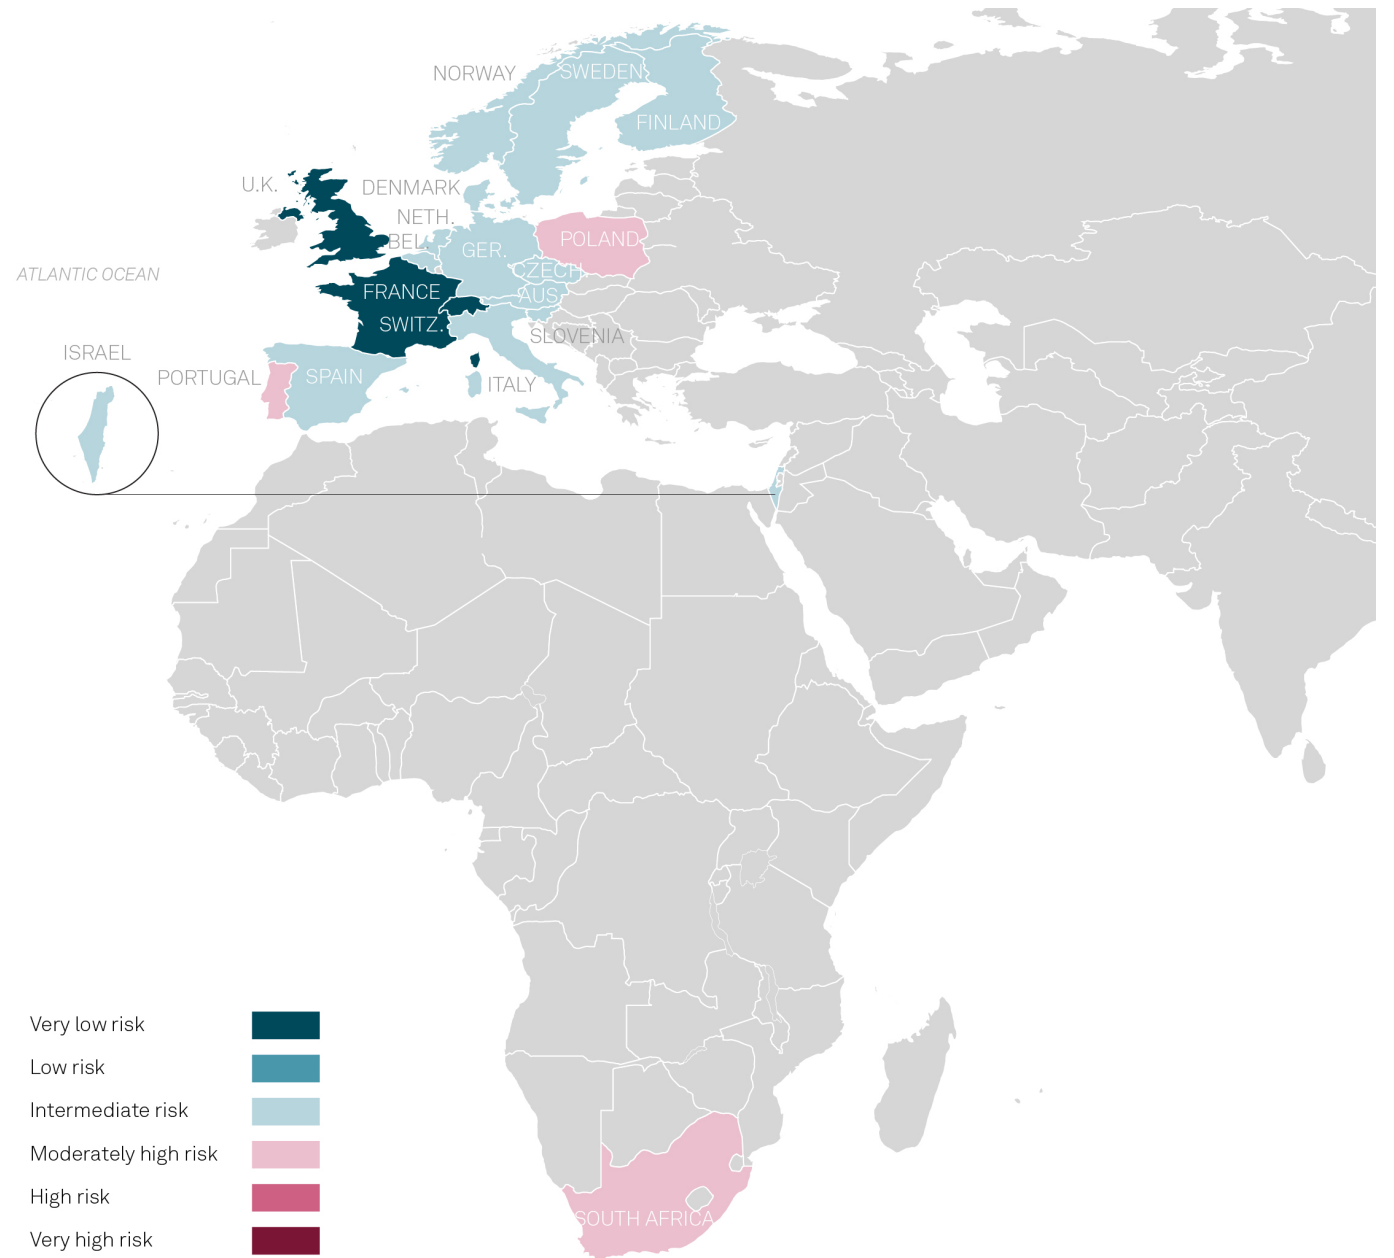 NORWAY
SWEDEN
FINLAND
U.K.
DENMARK
NETH.
BEL.
GER.
POLAND
CZECH
ATLANTIC OCEAN
FRANCE
AUS.
SWITZ.
SLOVENIA
ISRAEL
PORTUGAL
SPAIN
ITALY
SOUTH AFRICA
Very low risk
Low risk
Intermediate risk
Moderately high risk
High risk
Very high risk